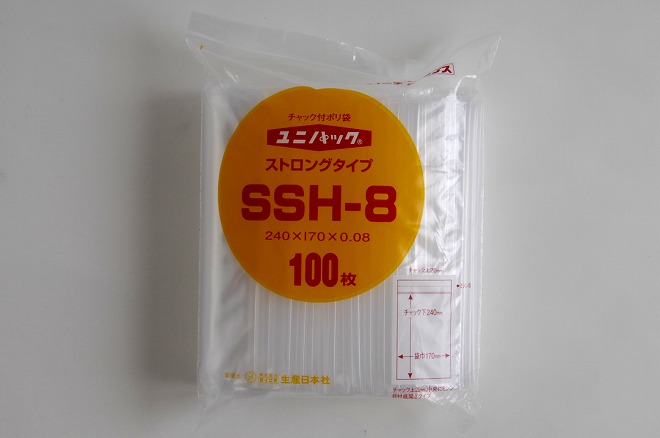 チャック付ポリ袋
ユニパック®
ストロングタイプ
SSH-8
240×170×0.08
100枚
チャック下240mm
袋巾170mm
生産日本社